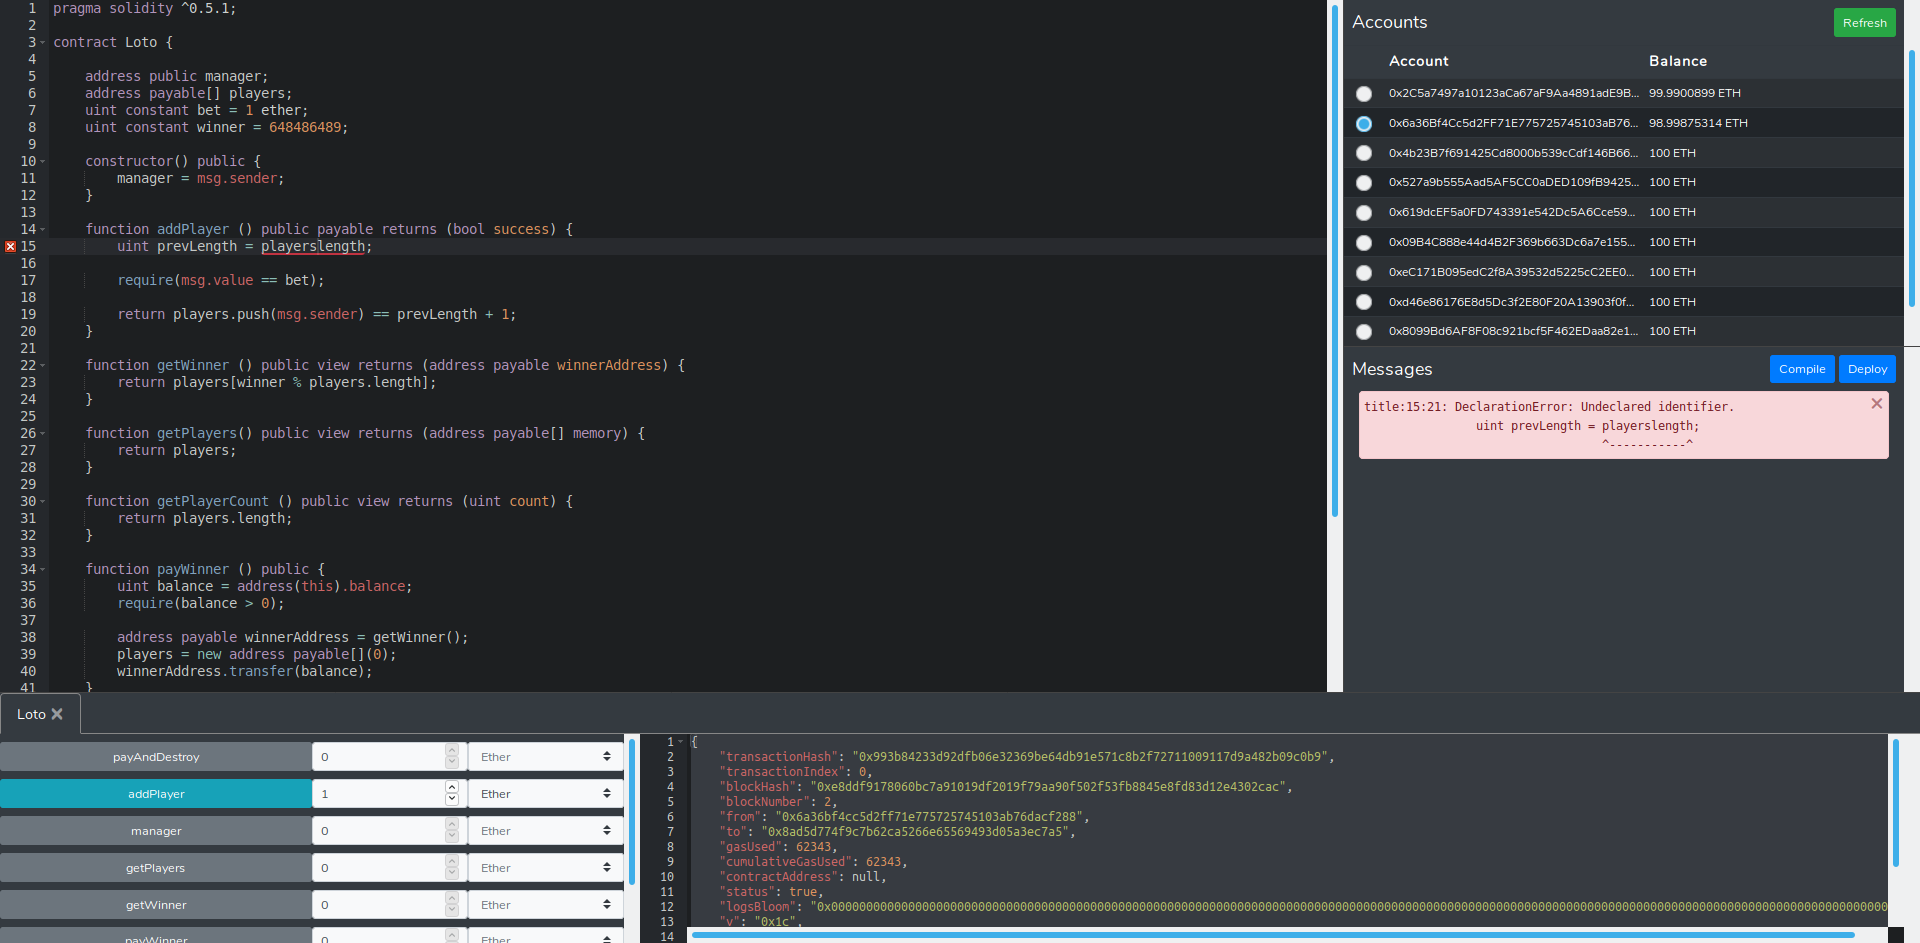 1 pragma solidity ^0.5.1;
2
3 contract Loto {
4
5 address public manager;
6 address payable[] players;
7 uint constant bet = 1 ether;
8 uint constant winner = 648486489;
9
10 constructor() public {
11 manager = msg.sender;
12 }
13
14 function addPlayer () public payable returns (bool success) {
15 uint prevLength = playerslength;
16
17 require(msg.value == bet);
18
19 return players.push(msg.sender) == prevLength + 1;
20 }
21
22 function getWinner () public view returns (address payable winnerAddress) {
23 return players[winner % players.length];
24 }
25
26 function getPlayers() public view returns (address payable[] memory) {
27 return players;
28 }
29
30 function getPlayerCount () public view returns (uint count) {
31 return players.length;
32 }
33
34 function payWinner () public {
35 uint balance = address(this).balance;
36 require(balance > 0);
37
38 address payable winnerAddress = getWinner();
39 players = new address payable[](0);
40 winnerAddress.transfer(balance);
41 }
Accounts Refresh
Account Balance
0x2C5a7497a10123aCa67aF9Aa4891adE9B... 99.9900899 ETH
0x6a36Bf4Cc5d2FF71E775725745103aB76... 98.99875314 ETH
0x4b23B7f691425Cd8000b539cCdf146B66... 100 ETH
0x527a9b555Aad5AF5CC0aDED109fB9425... 100 ETH
0x619dcEF5a0FD743391e542Dc5A6Cce59... 100 ETH
0x09B4C888e44d4B2F369b663Dc6a7e155... 100 ETH
0xeC171B095edC2f8A39532d5225cC2EE0... 100 ETH
0xd46e86176E8d5Dc3f2E80F20A13903f0f... 100 ETH
0x8099Bd6AF8F08c921bcf5F462EDaa82e1... 100 ETH
Messages Compile Deploy
title:15:21: DeclarationError: Undeclared identifier.
uint prevLength = playerslength;
^-----------^
Loto
payAndDestroy 0 Ether
addPlayer 1 Ether
manager 0 Ether
getPlayers 0 Ether
getWinner 0 Ether
payWinner 0 Ether
1 {
2 "transactionHash": "0x993b84233d92dfb06e32369be64db91e571c8b2f72711009117d9a482b09c0b9",
3 "transactionIndex": 0,
4 "blockHash": "0xe8ddf9178060bc7a91019df2019f79aa90f502f53fb8845e8fd83d12e4302cac",
5 "blockNumber": 2,
6 "from": "0x6a36bf4cc5d2ff71e775725745103ab76dacf288",
7 "to": "0x8ad5d774f9c7b62ca5266e65569493d05a3ec7a5",
8 "gasUsed": 62343,
9 "cumulativeGasUsed": 62343,
10 "contractAddress": null,
11 "status": true,
12 "logsBloom":
13 "v": "0x1c",
14